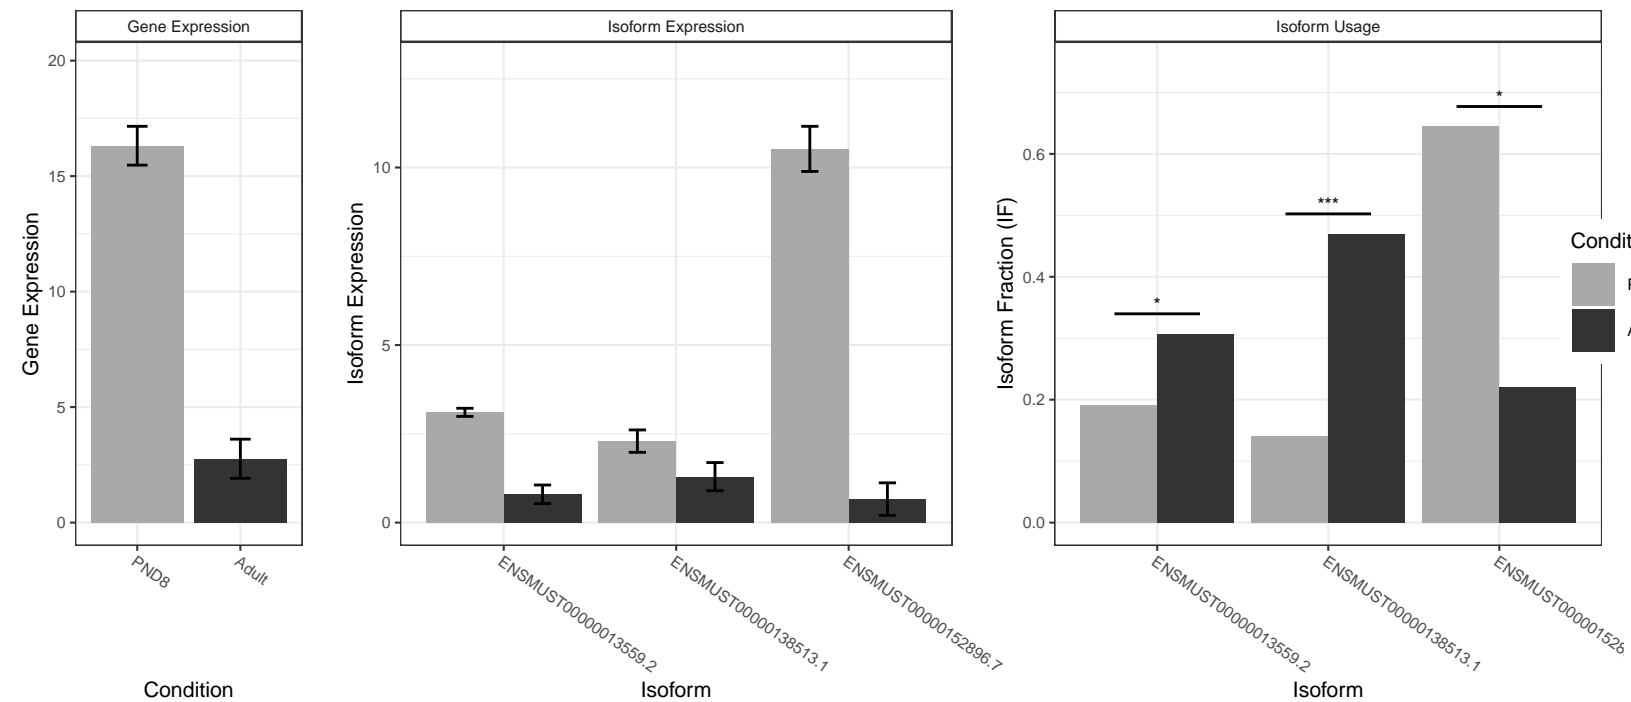 Gene Expression
Isoform Expression
Isoform Usage
Gene Expression
20
15
10
5
0
PND8
Adult
Condition
Isoform Expression
10
5
0
ENSMUST00000013559.2
ENSMUST00000138513.1
ENSMUST00000152896.7
Isoform
Isoform Fraction (IF)
0.6
0.4
0.2
0.0
*
***
*
ENSMUST00000013559.2
ENSMUST00000138513.1
ENSMUST000001528
Isoform
Condit